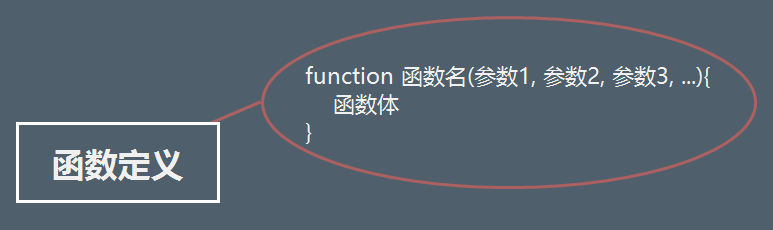 函数定义
function 函数名(参数1, 参数2, 参数3, ...){
函数体
}